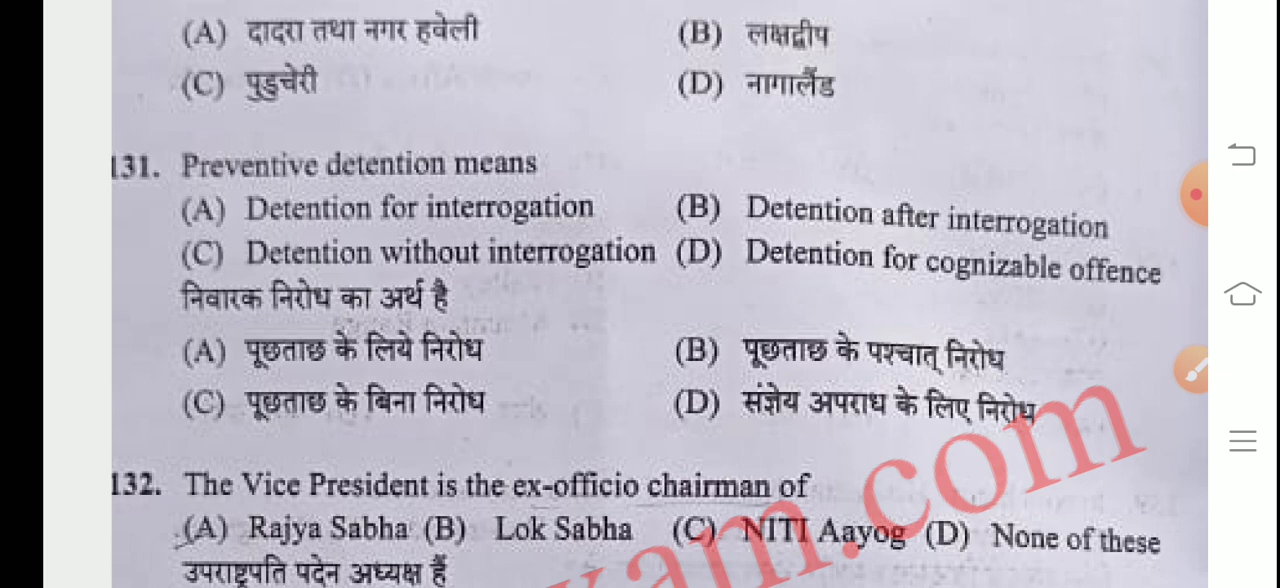 (A) दादरा तथा नगर हवेली (B) लक्षद्वीप
(C) पुडुचेरी (D) नागालैंड
131. Preventive detention means
(A) Detention for interrogation (B) Detention after interrogation
(C) Detention without interrogation (D) Detention for cognizable offence
निवारक निरोध का अर्थ है
(A) पूछताछ के लिये निरोध (B) पूछताछ के पश्चात् निरोध
(C) पूछताछ के बिना निरोध (D) संज्ञेय अपराध के लिए निरोध
132. The Vice President is the ex-officio chairman of
(A) Rajya Sabha (B) Lok Sabha (C) NITI Aayog (D) None of these
उपराष्ट्रपति पदेन अध्यक्ष हैं
xam.com